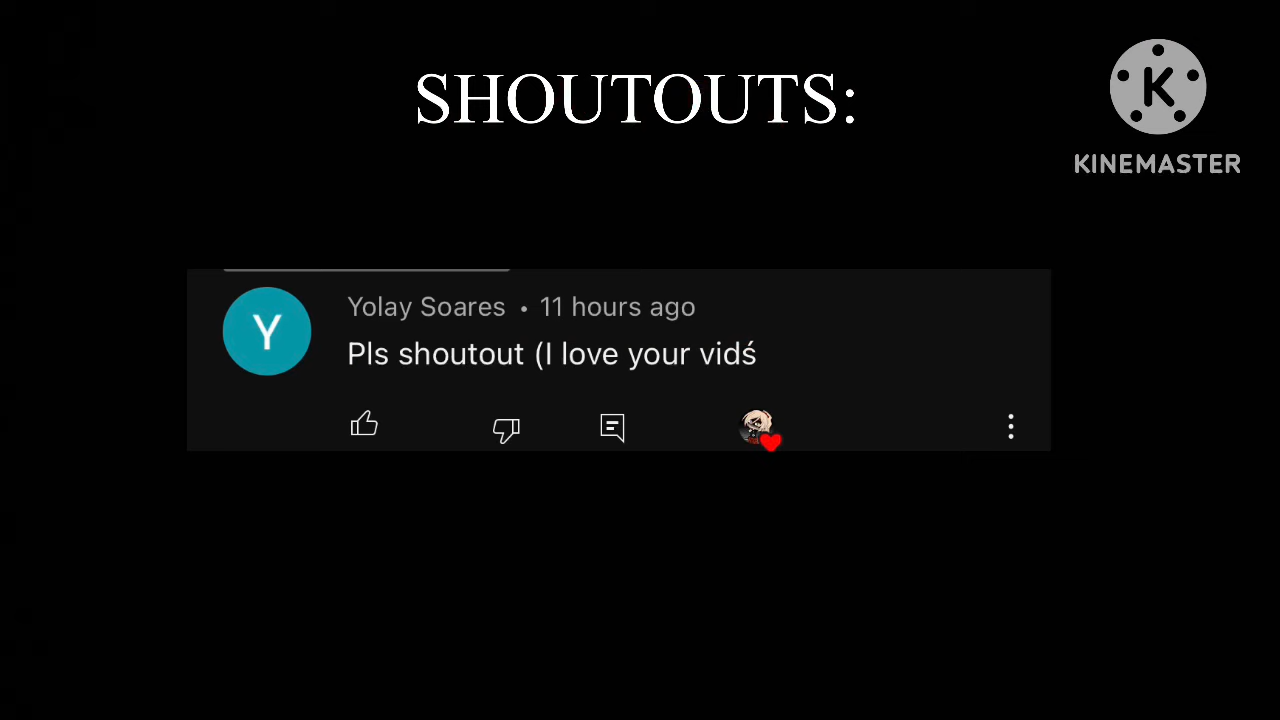 SHOUTOUTS:
K
KINEMASTER
Y
Yolay Soares • 11 hours ago
Pls shoutout (I love your vidś